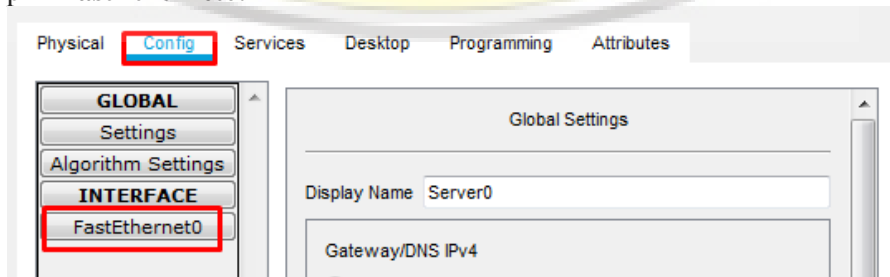 Physical Config Services Desktop Programming Attributes
GLOBAL
Settings
Algorithm Settings
INTERFACE
FastEthernet0
Global Settings
Display Name Server0
Gateway/DNS IPv4